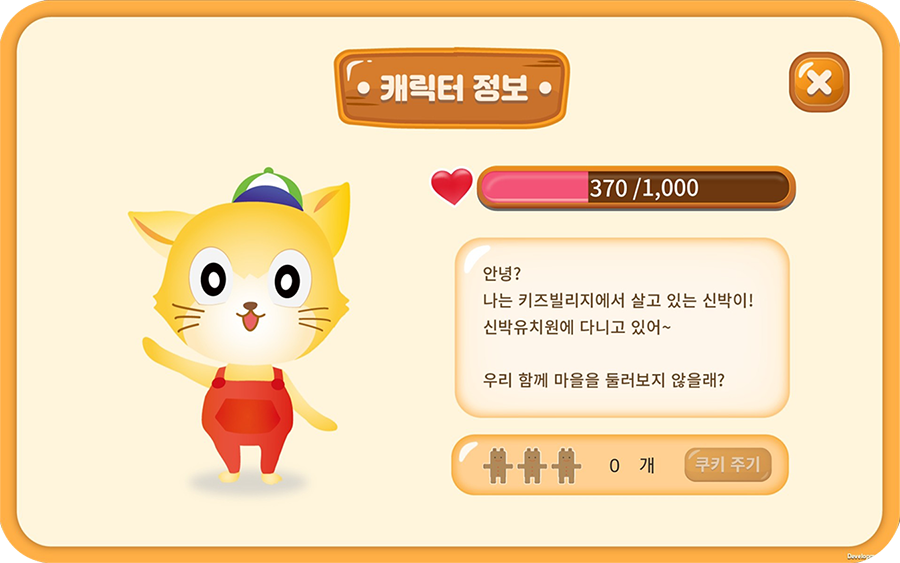 • 캐릭터 정보 •
370 /1,000
안녕?
나는 키즈빌리지에서 살고 있는 신박이!
신박유치원에 다니고 있어~
우리 함께 마을을 둘러보지 않을래?
0 개
쿠키 주기